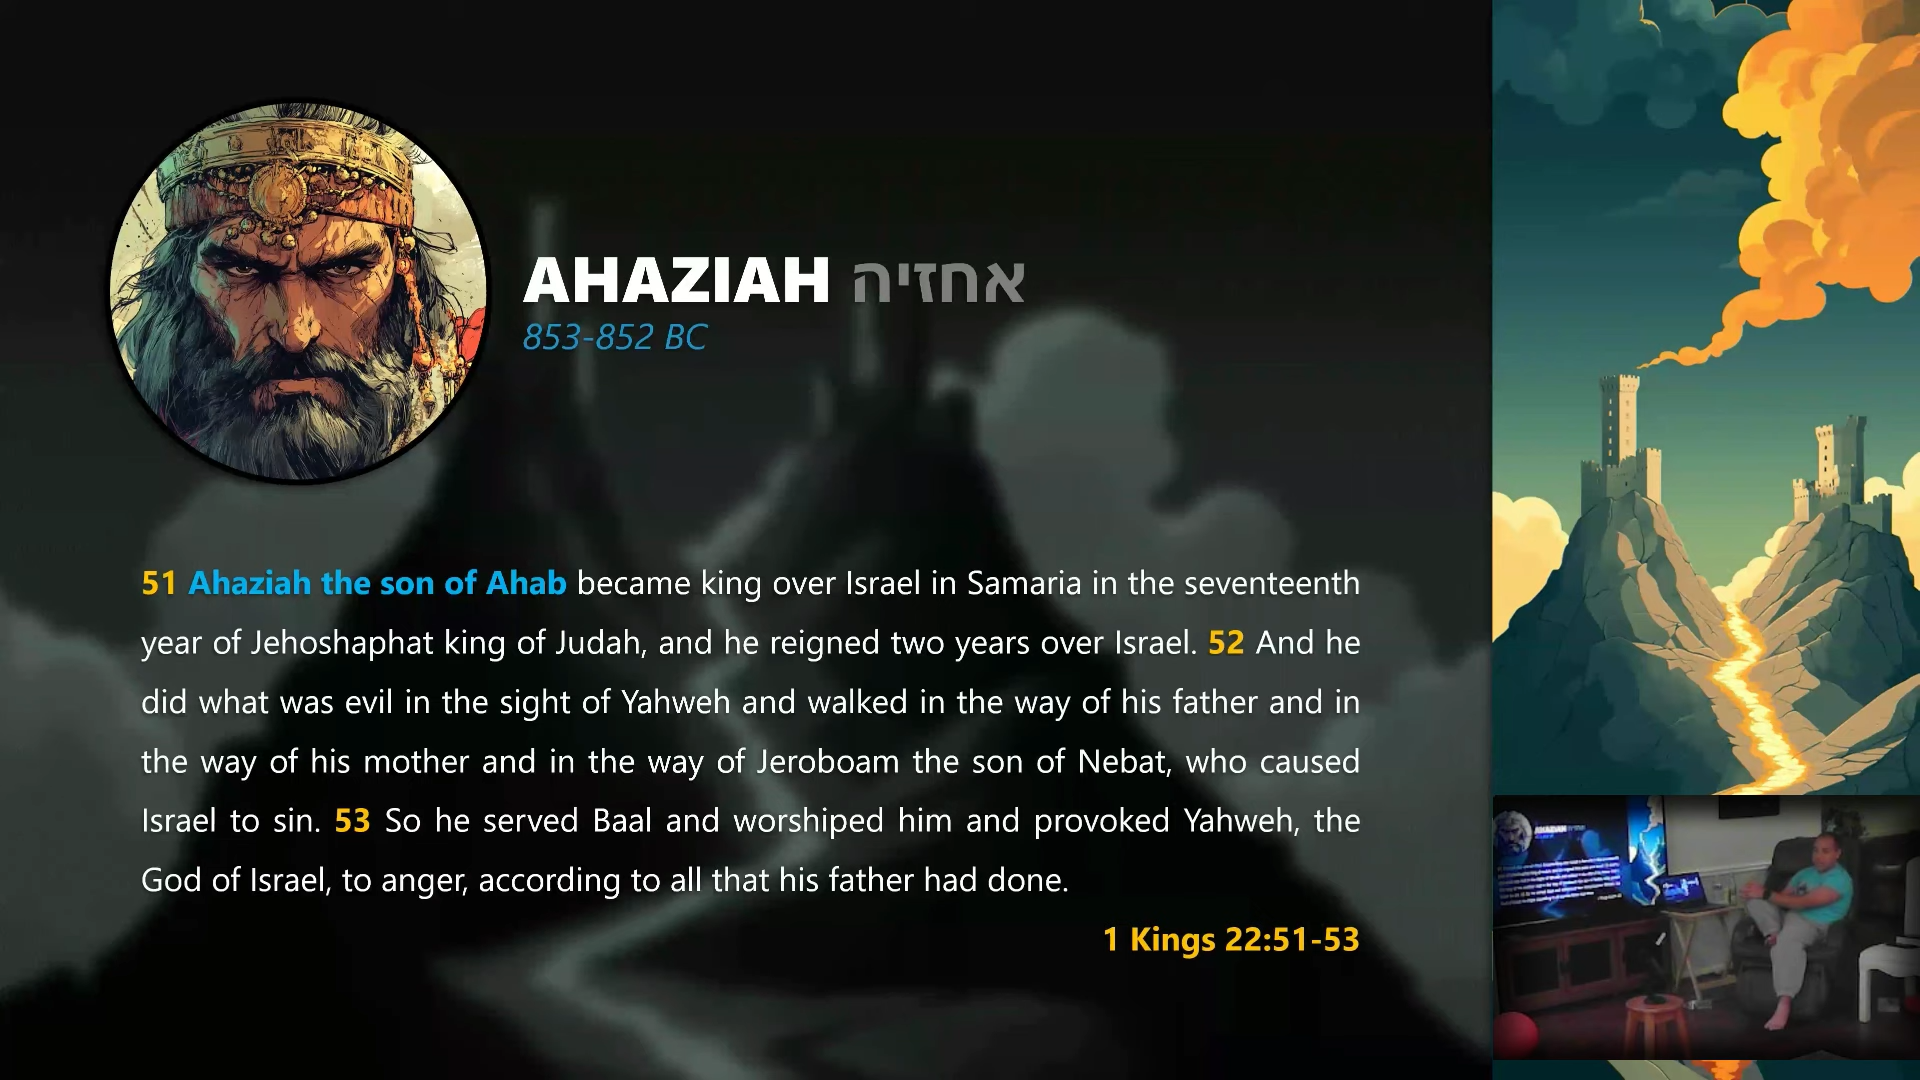 AHAZIAH אחזיה
853-852 BC
51 Ahaziah the son of Ahab became king over Israel in Samaria in the seventeenth
year of Jehoshaphat king of Judah, and he reigned two years over Israel. 52 And he
did what was evil in the sight of Yahweh and walked in the way of his father and in
the way of his mother and in the way of Jeroboam the son of Nebat, who caused
Israel to sin. 53 So he served Baal and worshiped him and provoked Yahweh, the
God of Israel, to anger, according to all that his father had done.
1 Kings 22:51-53
AHAZIAH